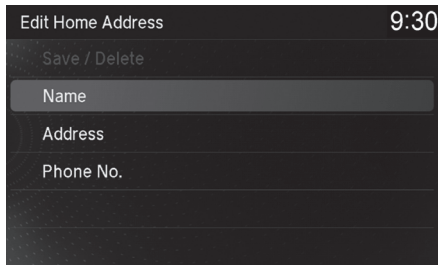 Edit Home Address 9:30
Save / Delete
Name
Address
Phone No.